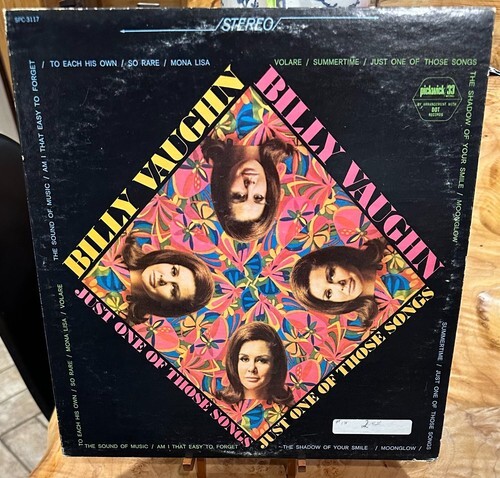 SPC-3117
/STEREO/
/ TO EACH HIS OWN / SO RARE / MONA LISA
VOLARE / SUMMERTIME / JUST ONE OF THOSE SONGS
pickwick/33
BY ARRANGEMENT WITH
DOT
RECORDS
THE SHADOW OF YOUR SMILE / MOONGLOW
THE SOUND OF MUSIC / AM I THAT EASY TO FORGET
BILLY VAUGHN
BILLY VAUGHN
JUST ONE OF THOSE SONGS
JUST ONE OF THOSE SONGS
TO EACH HIS OWN / SO RARE / MONA LISA / VOLARE
SUMMERTIME / JUST ONE OF THOSE SONGS
THE SOUND OF MUSIC / AM I THAT EASY TO FORGET
THE SHADOW OF YOUR SMILE / MOONGLOW /